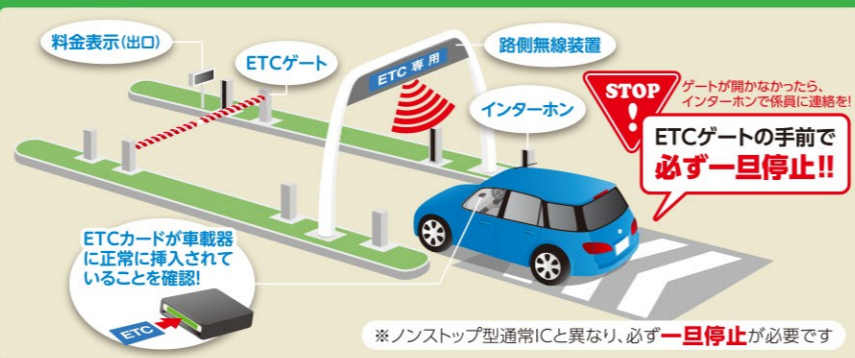 料金表示(出口)
ETCゲート
路側無線装置
ETC 専用
インターホン
STOP
!
ゲートが開かなかったら、
インターホンで係員に連絡を!
ETCゲートの手前で
必ず一旦停止!!
ETCカードが車載器
に正常に挿入されて
いることを確認!
ETC
※ノンストップ型通常ICと異なり、必ず一旦停止が必要です